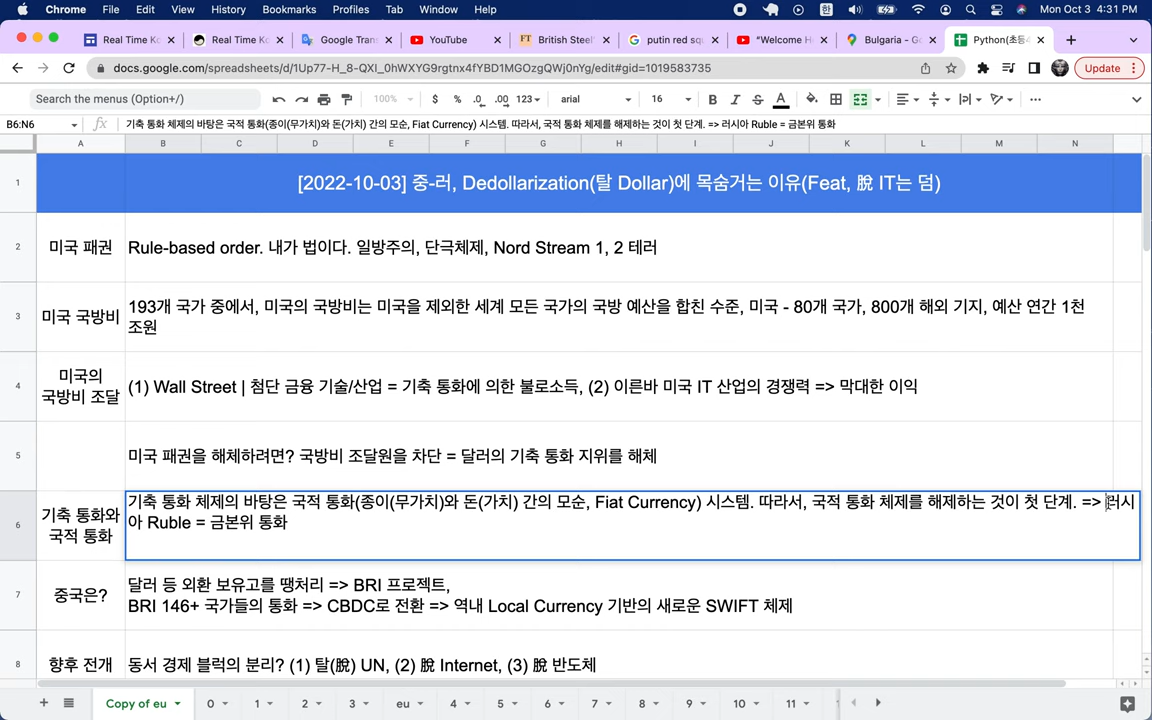 Chrome File Edit View History Bookmarks Profiles Tab Window Help 한 Mon Oct 3 4:31 PM
Real Time Ko Real Time Ko Google Tran YouTube FT British Steel putin red squ "Welcome H Bulgaria - Go Python(초등
docs.google.com/spreadsheets/d/1Up77-H_8-QXI_0hWXYG9rgtnx4fYBD1MGOzgQWj0nYg/edit#gid=1019583735 Update
Search the menus (Option+/) 100% $ % .0 .00 123 arial 16 B I S A
B6:N6 fx 기축 통화 체제의 바탕은 국적 통화(종이(무가치)와 돈(가치) 간의 모순, Fiat Currency) 시스템. 따라서, 국적 통화 체제를 해제하는 것이 첫 단계. => 러시아 Ruble = 금본위 통화
A B C D E F G H I J K L M N
1 [2022-10-03] 중-러, Dedollarization(탈 Dollar)에 목숨거는 이유(Feat, 脫 IT는 덤)
2 미국 패권 Rule-based order. 내가 법이다. 일방주의, 단극체제, Nord Stream 1, 2 테러
3 미국 국방비 193개 국가 중에서, 미국의 국방비는 미국을 제외한 세계 모든 국가의 국방 예산을 합친 수준, 미국 - 80개 국가, 800개 해외 기지, 예산 연간 1천
조원
4 미국의
국방비 조달 (1) Wall Street | 첨단 금융 기술/산업 = 기축 통화에 의한 불로소득, (2) 이른바 미국 IT 산업의 경쟁력 => 막대한 이익
5 미국 패권을 해체하려면? 국방비 조달원을 차단 = 달러의 기축 통화 지위를 해체
6 기축 통화와
국적 통화 기축 통화 체제의 바탕은 국적 통화(종이(무가치)와 돈(가치) 간의 모순, Fiat Currency) 시스템. 따라서, 국적 통화 체제를 해제하는 것이 첫 단계. => 러시
아 Ruble = 금본위 통화
7 중국은? 달러 등 외환 보유고를 땡처리 => BRI 프로젝트,
BRI 146+ 국가들의 통화 => CBDC로 전환 => 역내 Local Currency 기반의 새로운 SWIFT 체제
8 향후 전개 동서 경제 블럭의 분리? (1) 탈(脫) UN, (2) 脫 Internet, (3) 脫 반도체
Copy of eu 0 1 2 3 eu 4 5 6 7 8 9 10 11